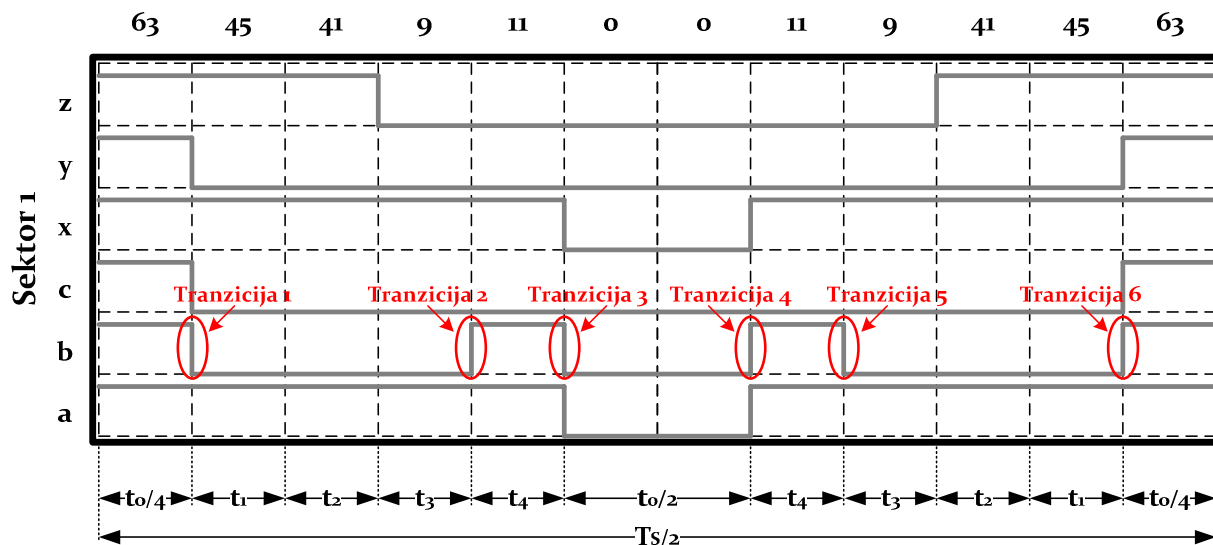 63 45 41 9 11 0 0 11 9 41 45 63
Sektor 1
z
y
x
c
Tranzicija 1 Tranzicija 2 Tranzicija 3 Tranzicija 4 Tranzicija 5 Tranzicija 6
b
a
t0/4 t1 t2 t3 t4 t0/2 t4 t3 t2 t1 t0/4
Ts/2